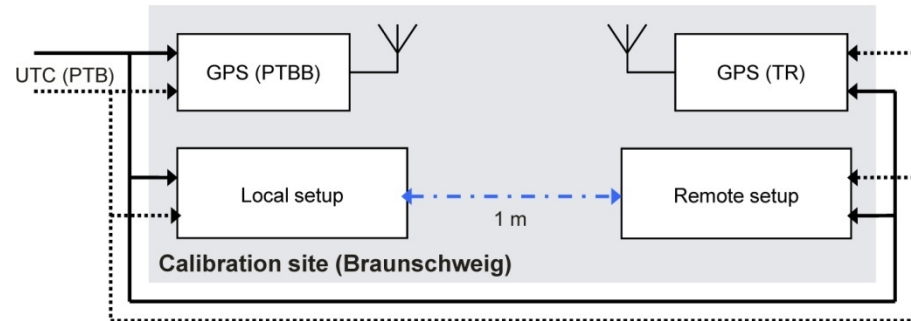 GPS (PTBB)
GPS (TR)
UTC (PTB)
Local setup
Remote setup
1 m
Calibration site (Braunschweig)